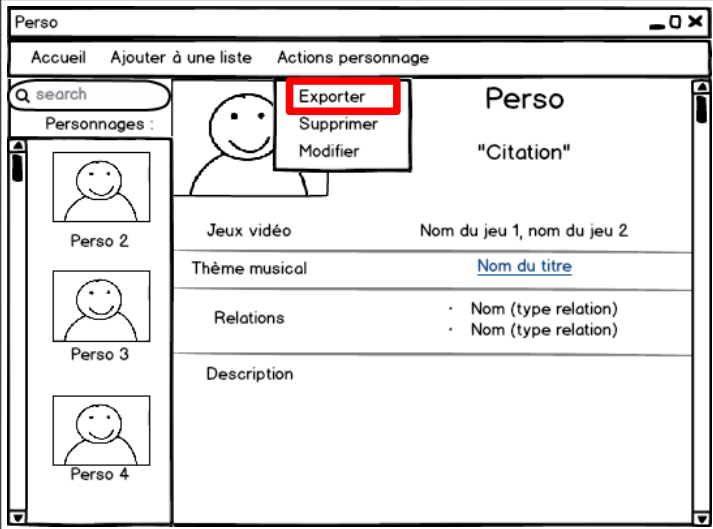 Perso
Accueil Ajouter à une liste Actions personnage
search
Personnages :
Perso 2
Perso 3
Perso 4
Exporter
Supprimer
Modifier
Perso
"Citation"
Jeux vidéo Nom du jeu 1, nom du jeu 2
Thème musical Nom du titre
Relations
· Nom (type relation)
· Nom (type relation)
Description